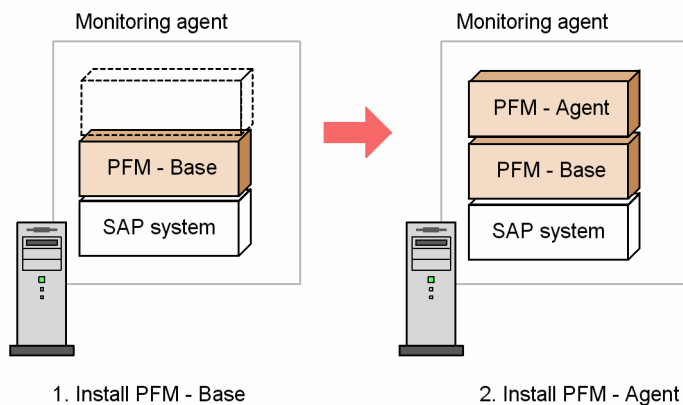 Monitoring agent
PFM - Base
SAP system
1. Install PFM - Base
Monitoring agent
PFM - Agent
PFM - Base
SAP system
2. Install PFM - Agent